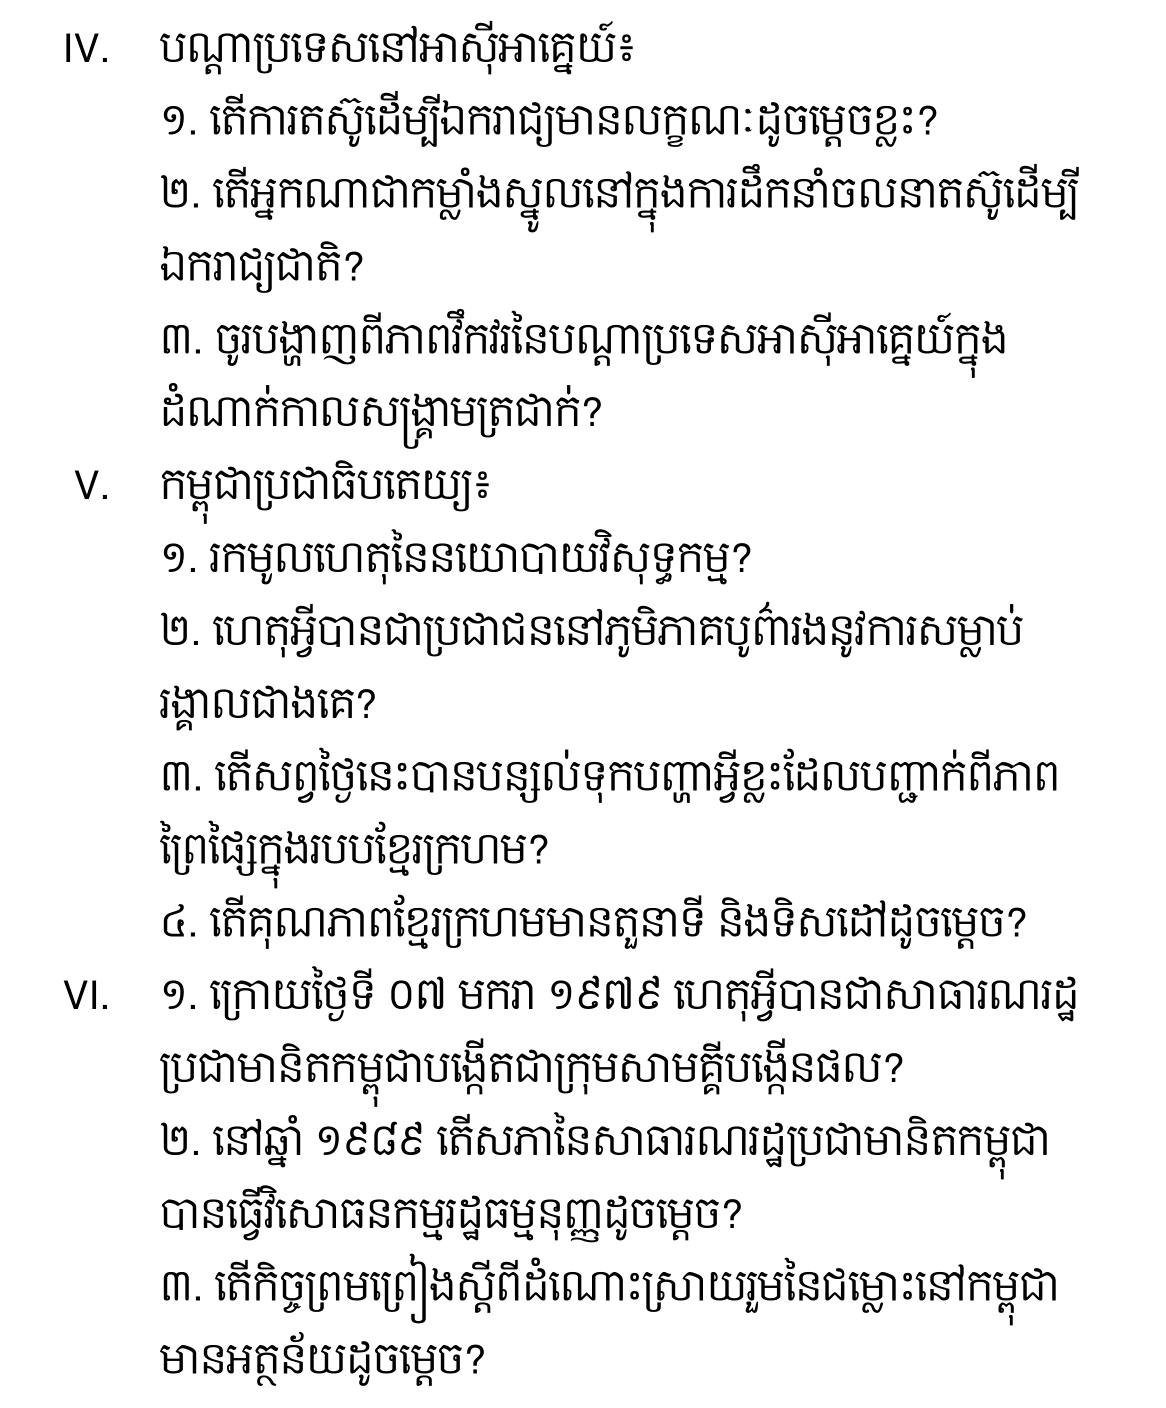 IV. បណ្ដាប្រទេសនៅអាស៊ីអាគ្នេយ៍៖
១. តើការតស៊ូដើម្បីឯករាជ្យមានលក្ខណៈដូចម្ដេចខ្លះ?
២. តើអ្នកណាជាកម្លាំងស្នូលនៅក្នុងការដឹកនាំចលនាតស៊ូដើម្បី
ឯករាជ្យជាតិ?
៣. ចូរបង្ហាញពីភាពវឹកវរនៃបណ្ដាប្រទេសអាស៊ីអាគ្នេយ៍ក្នុង
ដំណាក់កាលសង្គ្រាមត្រជាក់?
V. កម្ពុជាប្រជាធិបតេយ្យ៖
១. រកមូលហេតុនៃនយោបាយវិសុទ្ធកម្ម?
២. ហេតុអ្វីបានជាប្រជាជននៅភូមិភាគបូព៌ារងនូវការសម្លាប់
រង្គាលជាងគេ?
៣. តើសព្វថ្ងៃនេះបានបន្សល់ទុកបញ្ហាអ្វីខ្លះដែលបញ្ជាក់ពីភាព
ព្រៃផ្សៃក្នុងរបបខ្មែរក្រហម?
៤. តើគុណភាពខ្មែរក្រហមមានតួនាទី និងទិសដៅដូចម្ដេច?
VI. ១. ក្រោយថ្ងៃទី ០៧ មករា ១៩៧៩ ហេតុអ្វីបានជាសាធារណរដ្ឋ
ប្រជាមានិតកម្ពុជាបង្កើតជាក្រុមសាមគ្គីបង្កើនផល?
២. នៅឆ្នាំ ១៩៨៩ តើសភានៃសាធារណរដ្ឋប្រជាមានិតកម្ពុជា
បានធ្វើវិសោធនកម្មរដ្ឋធម្មនុញ្ញដូចម្ដេច?
៣. តើកិច្ចព្រមព្រៀងស្ដីពីដំណោះស្រាយរួមនៃជម្លោះនៅកម្ពុជា
មានអត្ថន័យដូចម្ដេច?